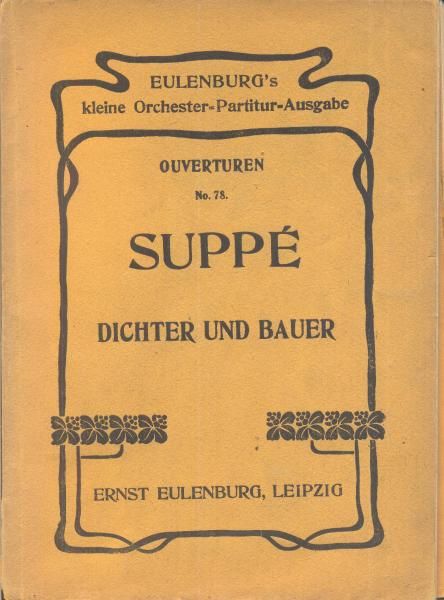 EULENBURG's
kleine Orchester-Partitur-Ausgabe
OUVERTUREN
No. 78.
SUPPÉ
DICHTER UND BAUER
ERNST EULENBURG, LEIPZIG